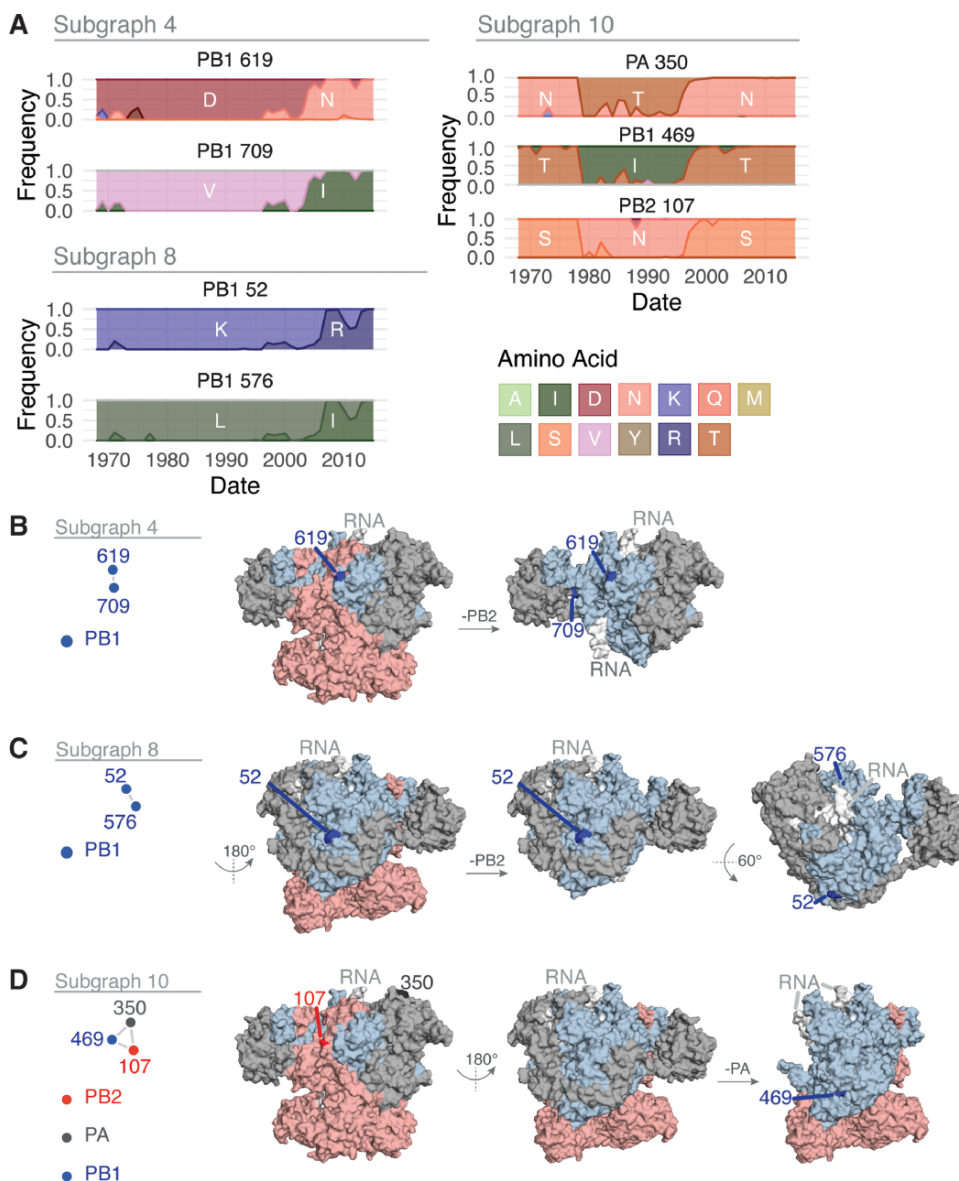 A
Subgraph 4
PB1 619
Frequency
1.0
0.5
0.0
D
N
PB1 709
1.0
0.5
0.0
V
I
Subgraph 8
PB1 52
Frequency
1.0
0.5
0.0
K
R
PB1 576
1.0
0.5
0.0
L
I
1970 1980 1990 2000 2010
Date
Subgraph 10
PA 350
Frequency
1.0
0.5
0.0
N
T
N
PB1 469
1.0
0.5
0.0
T
I
T
PB2 107
1.0
0.5
0.0
S
N
S
1970 1980 1990 2000 2010
Date
Amino Acid
A I D N K Q M
L S V Y R T
B
Subgraph 4
619
709
PB1
619
RNA
-PB2
619
RNA
709
RNA
C
Subgraph 8
52
576
PB1
180°
52
RNA
-PB2
52
RNA
60°
576
RNA
52
D
Subgraph 10
350
469
107
PB2
PA
PB1
107
RNA
350
180°
RNA
-PA
RNA
469